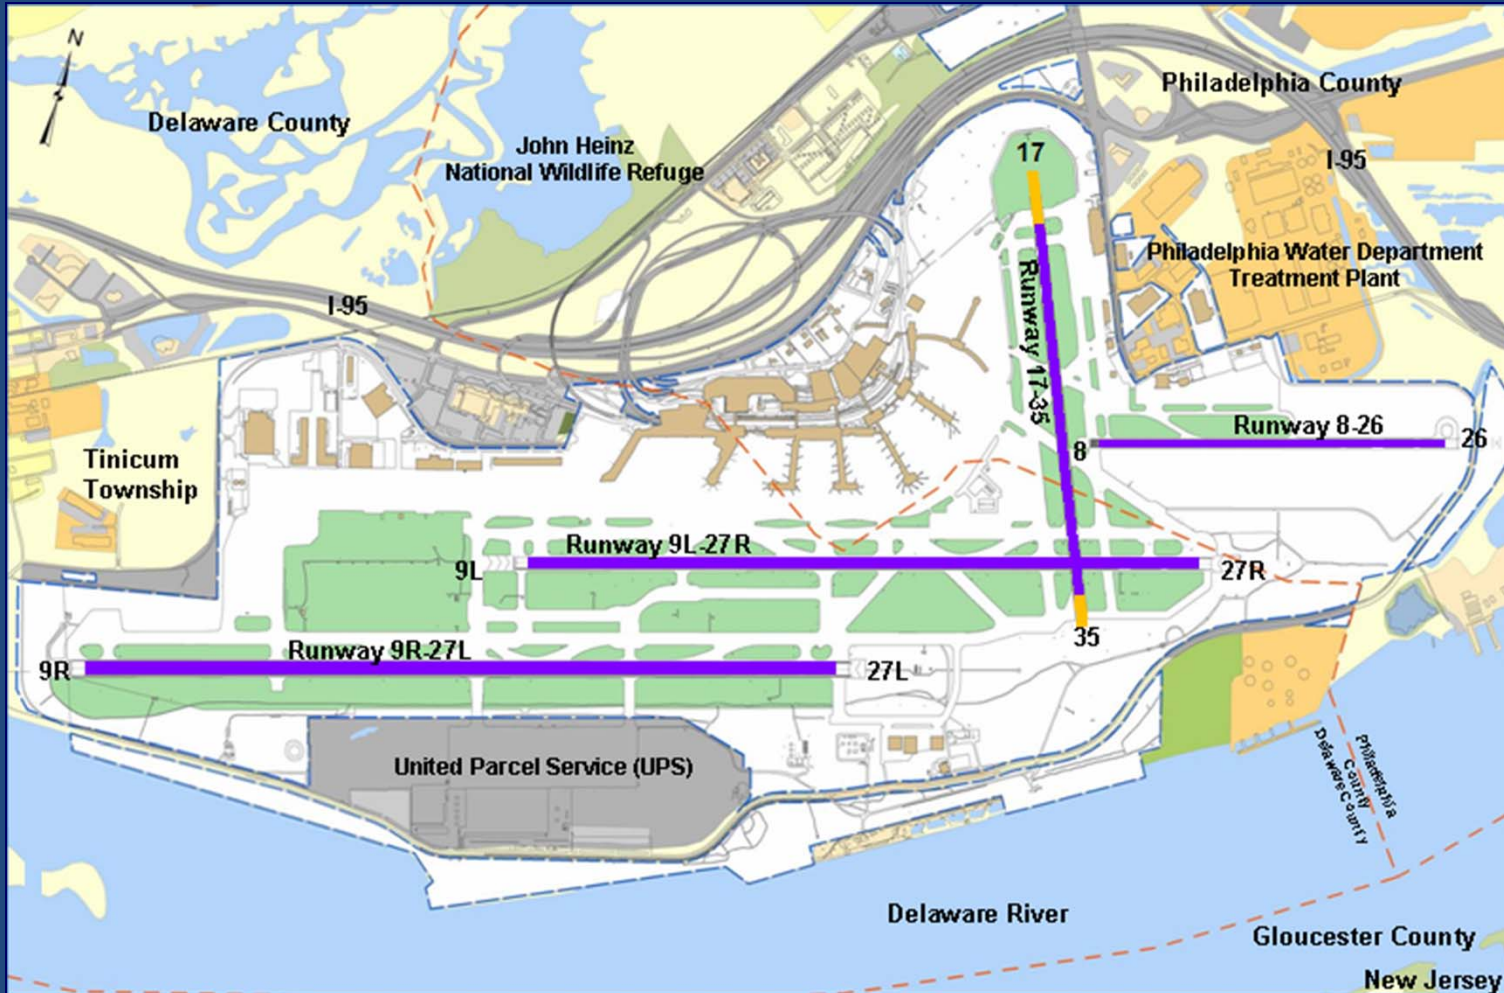 N
Philadelphia County
Delaware County
John Heinz
National Wildlife Refuge
17
I-95
Philadelphia Water Department
Treatment Plant
I-95
Runway 17-35
Runway 8-26
8
26
Tinicum
Township
Runway 9L-27R
9L
27R
35
Runway 9R-27L
9R
27L
United Parcel Service (UPS)
Philadelphia
County
Delaware County
Delaware River
Gloucester County
New Jersey